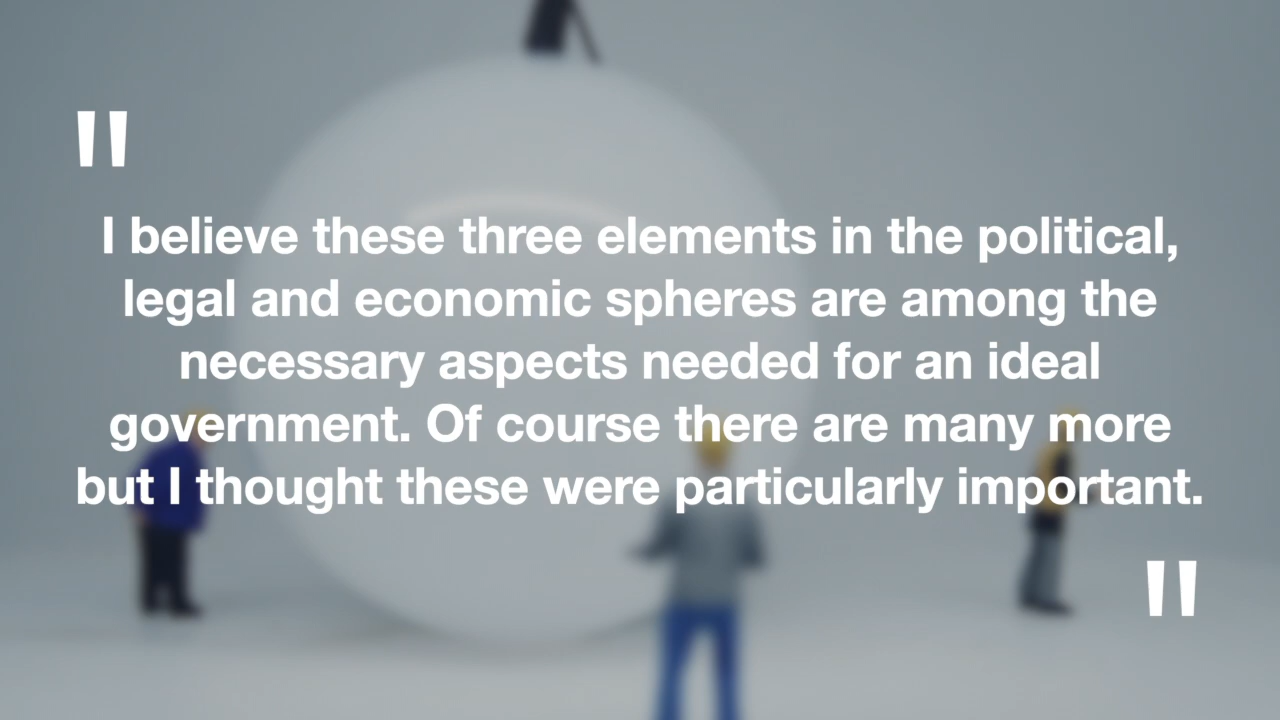 "
I believe these three elements in the political,
legal and economic spheres are among the
necessary aspects needed for an ideal
government. Of course there are many more
but I thought these were particularly important.
"